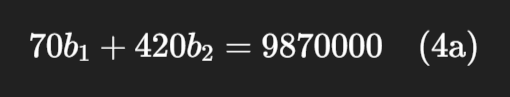 70b₁ + 420b₂ = 9870000 (4a)